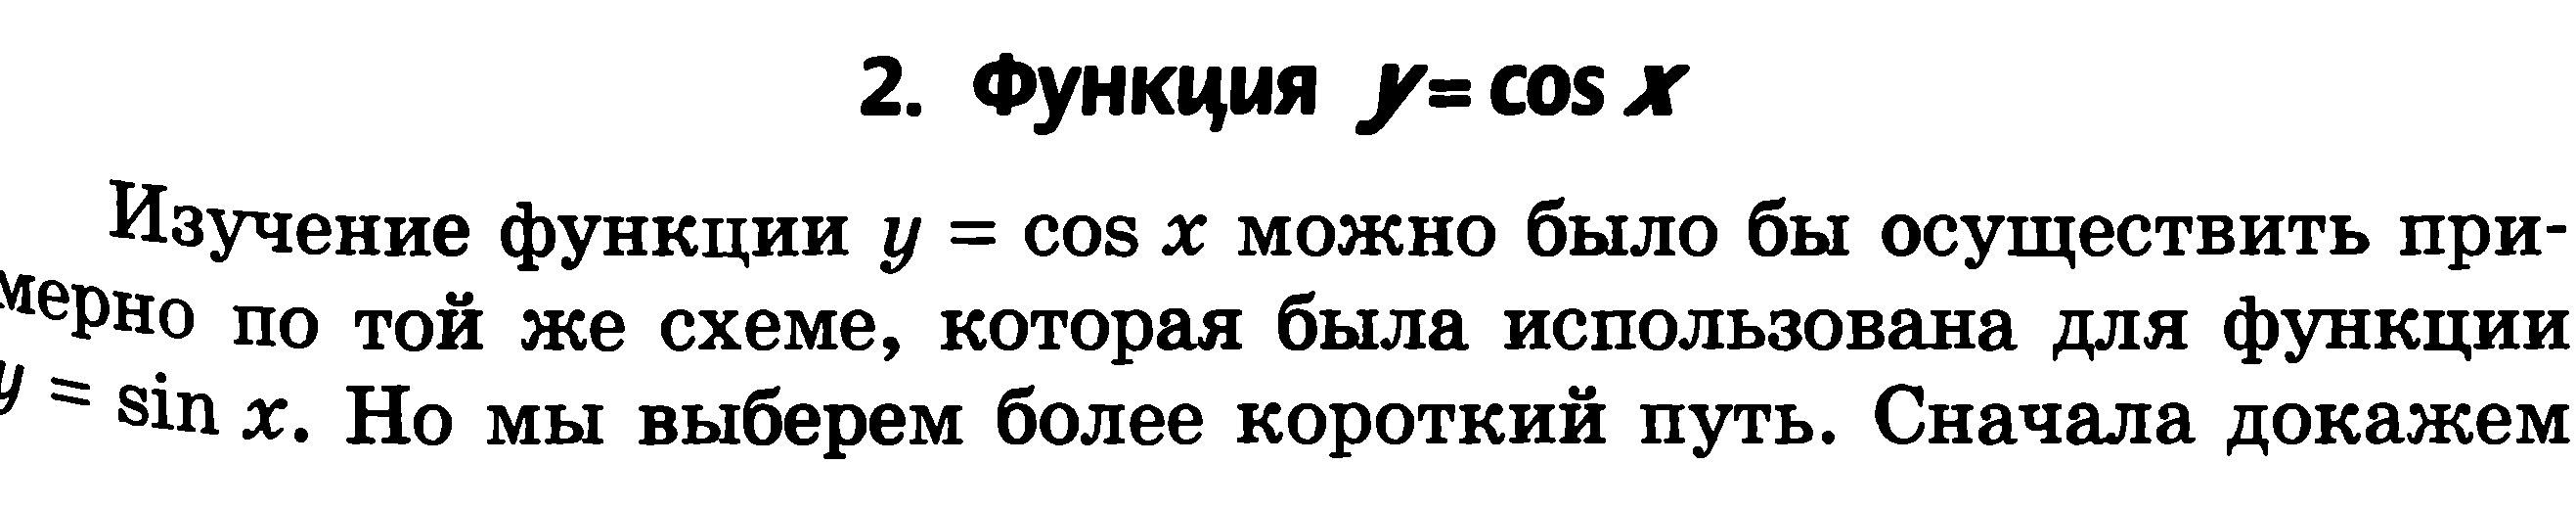 2. Функция y = cos x
Изучение функции y = cos x можно было бы осуществить при-
мерно по той же схеме, которая была использована для функции
y = sin x. Но мы выберем более короткий путь. Сначала докажем